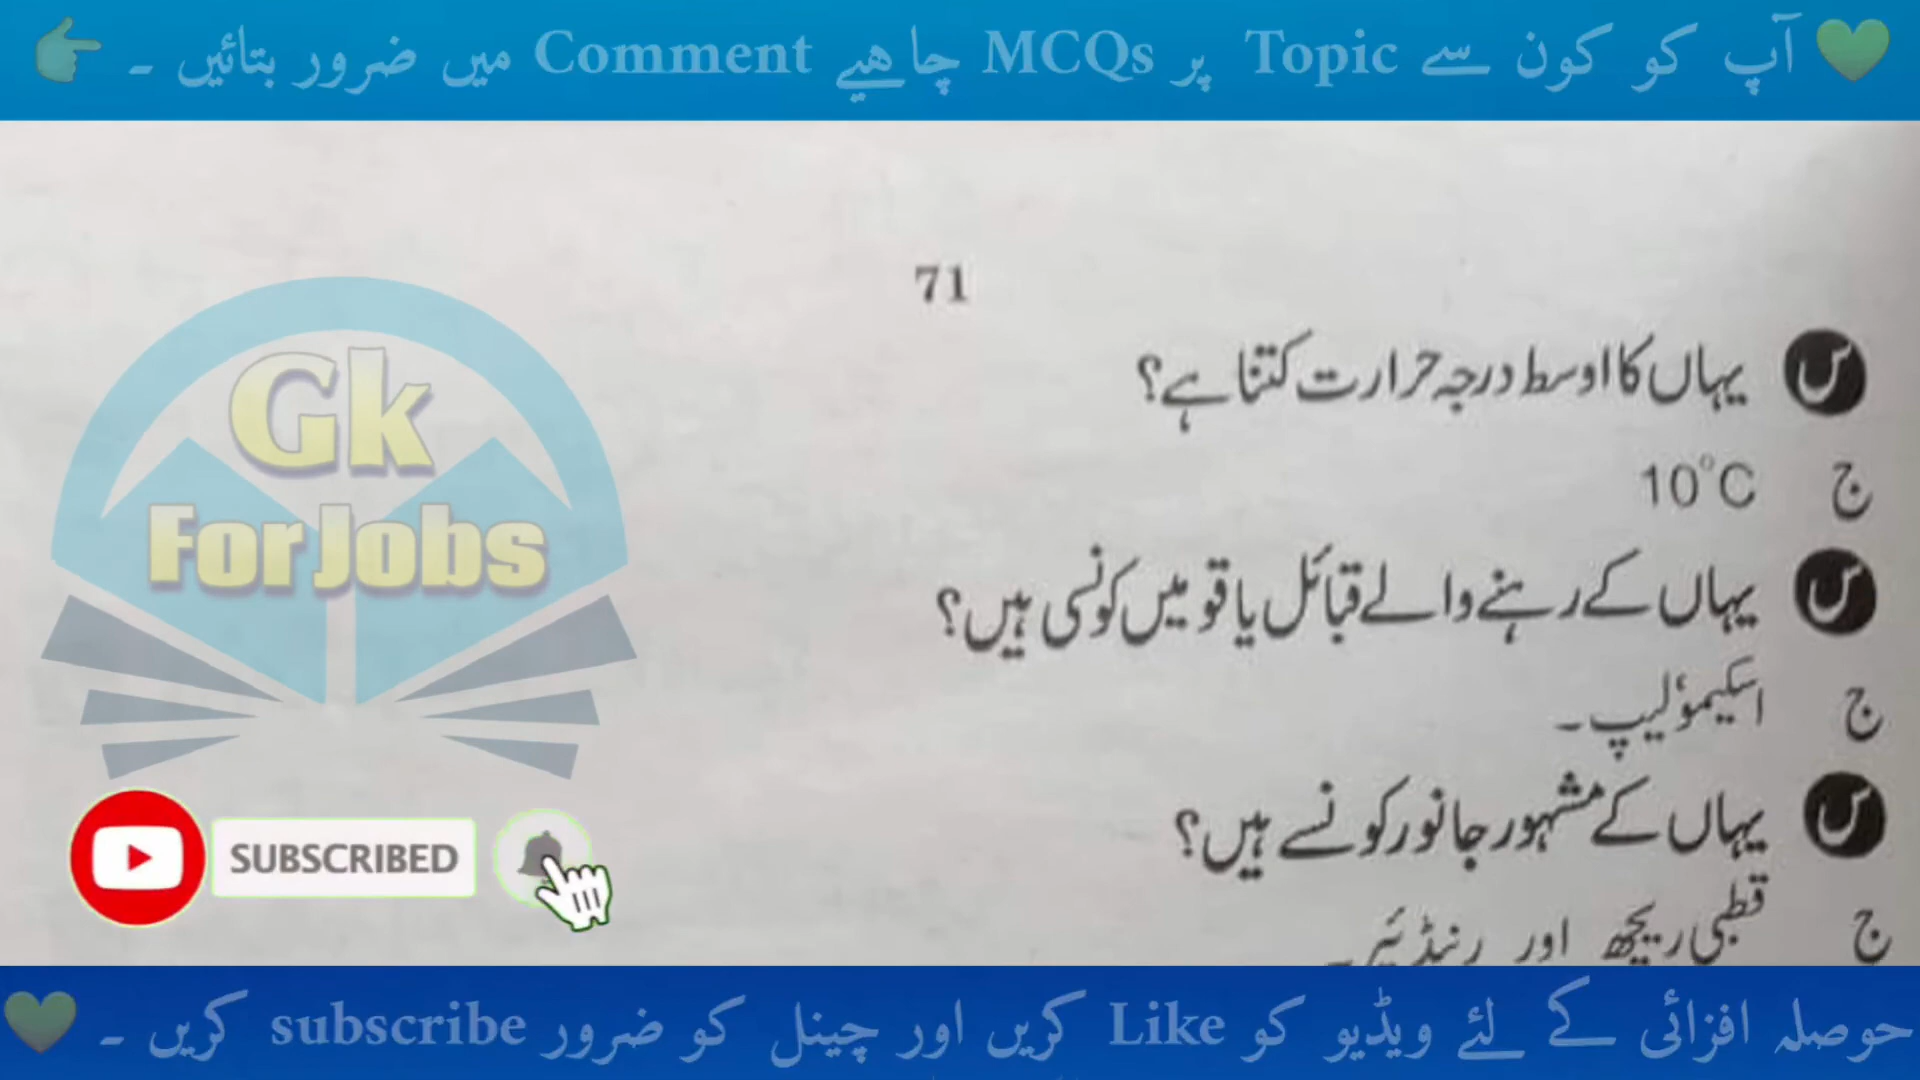 آپ کو کون سے Topic پر MCQs چاہیے Comment میں ضرور بتائیں ۔
71
س یہاں کا اوسط درجہ حرارت کتنا ہے؟
ج 10°C
س یہاں کے رہنے والے قبائل یا قومیں کونسی ہیں؟
ج اسکیمؤ لیپ۔
س یہاں کے مشہور جانور کونسے ہیں؟
ج قطبی ریچھ اور رنیڈئیر۔
Gk
For Jobs
SUBSCRIBED
حوصلہ افزائی کے لئے ویڈیو کو Like کریں اور چینل کو ضرور subscribe کریں ۔